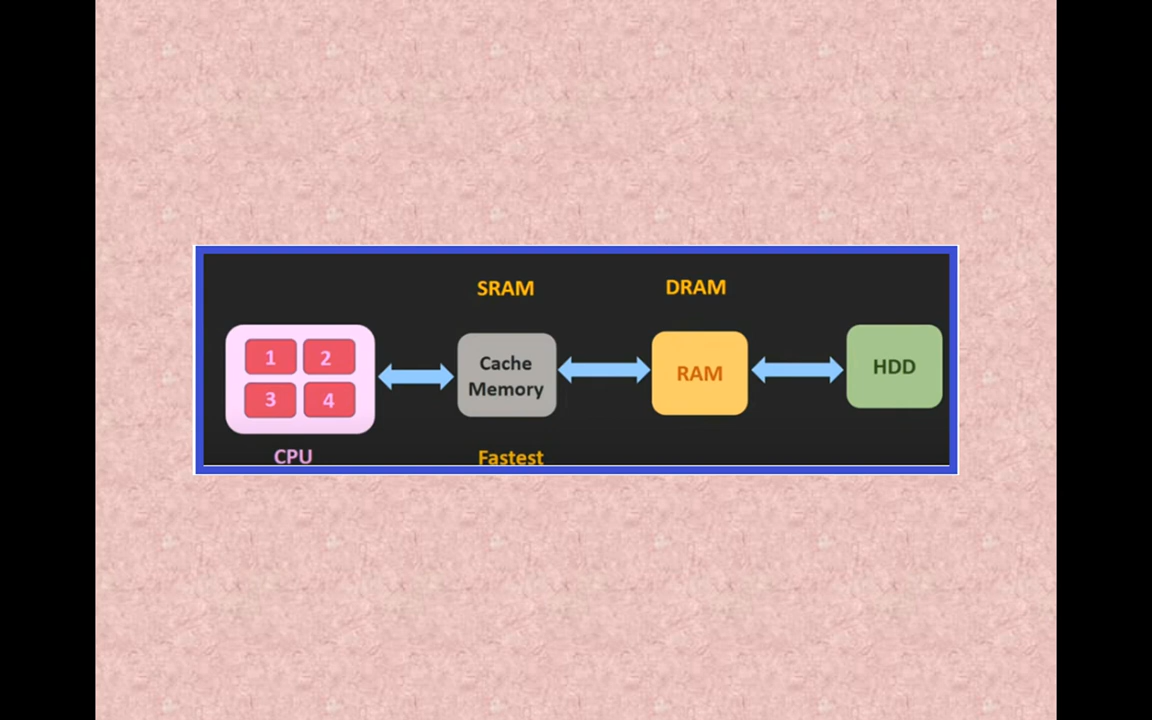 SRAM
DRAM
1 2
3 4
Cache
Memory
RAM
HDD
CPU
Fastest